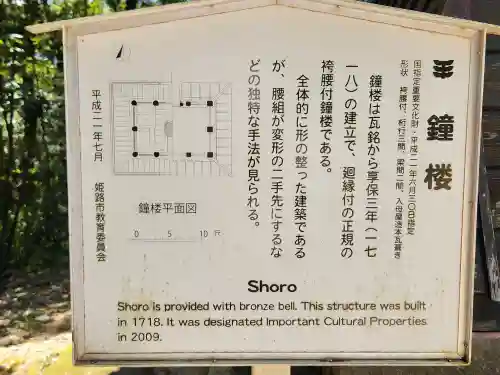 鐘楼
国指定重要文化財・平成二一年六月三〇日指定
形状　袴腰付、桁行三間、梁間二間、入母屋造本瓦葺き
鐘楼は瓦銘から享保三年（一七
一八）の建立で、廻縁付の正規の
袴腰付鐘楼である。
全体的に形の整った建築である
が、腰組が変形の二手先にするな
どの独特な手法が見られる。
鐘楼平面図
0 5 10 尺
平成二一年七月　姫路市教育委員会
Shoro
Shoro is provided with bronze bell. This structure was built
in 1718. It was designated Important Cultural Properties
in 2009.